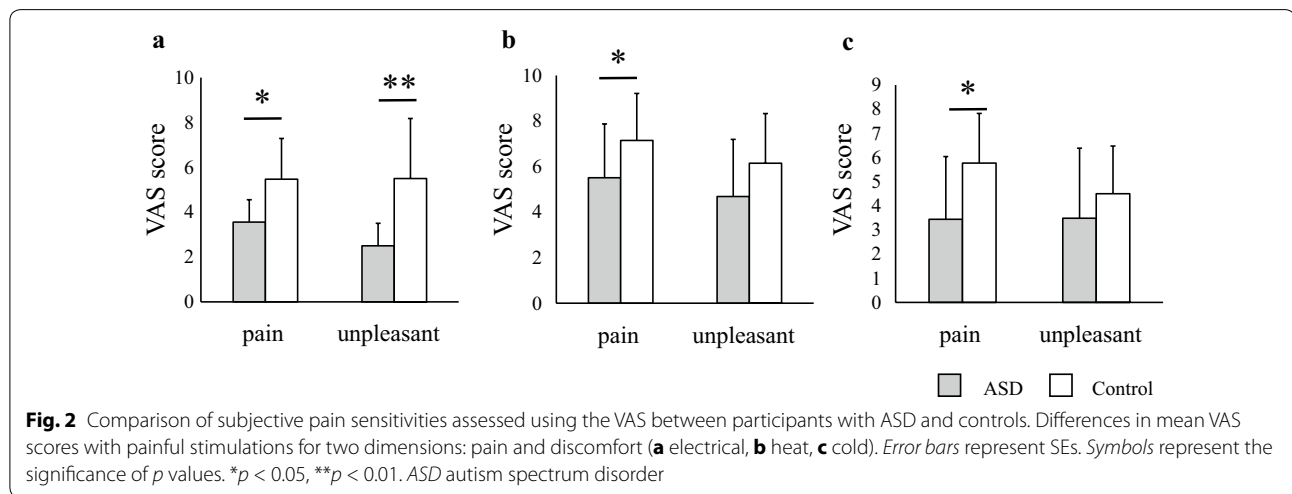 a
b
c
*
**
*
*
VAS score
10
8
6
4
2
0
pain
unpleasant
VAS score
10
8
6
4
2
0
pain
unpleasant
VAS score
9
8
7
6
5
4
3
2
1
0
pain
unpleasant
ASD
Control
Fig. 2 Comparison of subjective pain sensitivities assessed using the VAS between participants with ASD and controls. Differences in mean VAS
scores with painful stimulations for two dimensions: pain and discomfort (a electrical, b heat, c cold). Error bars represent SEs. Symbols represent the
significance of p values. *p < 0.05, **p < 0.01. ASD autism spectrum disorder